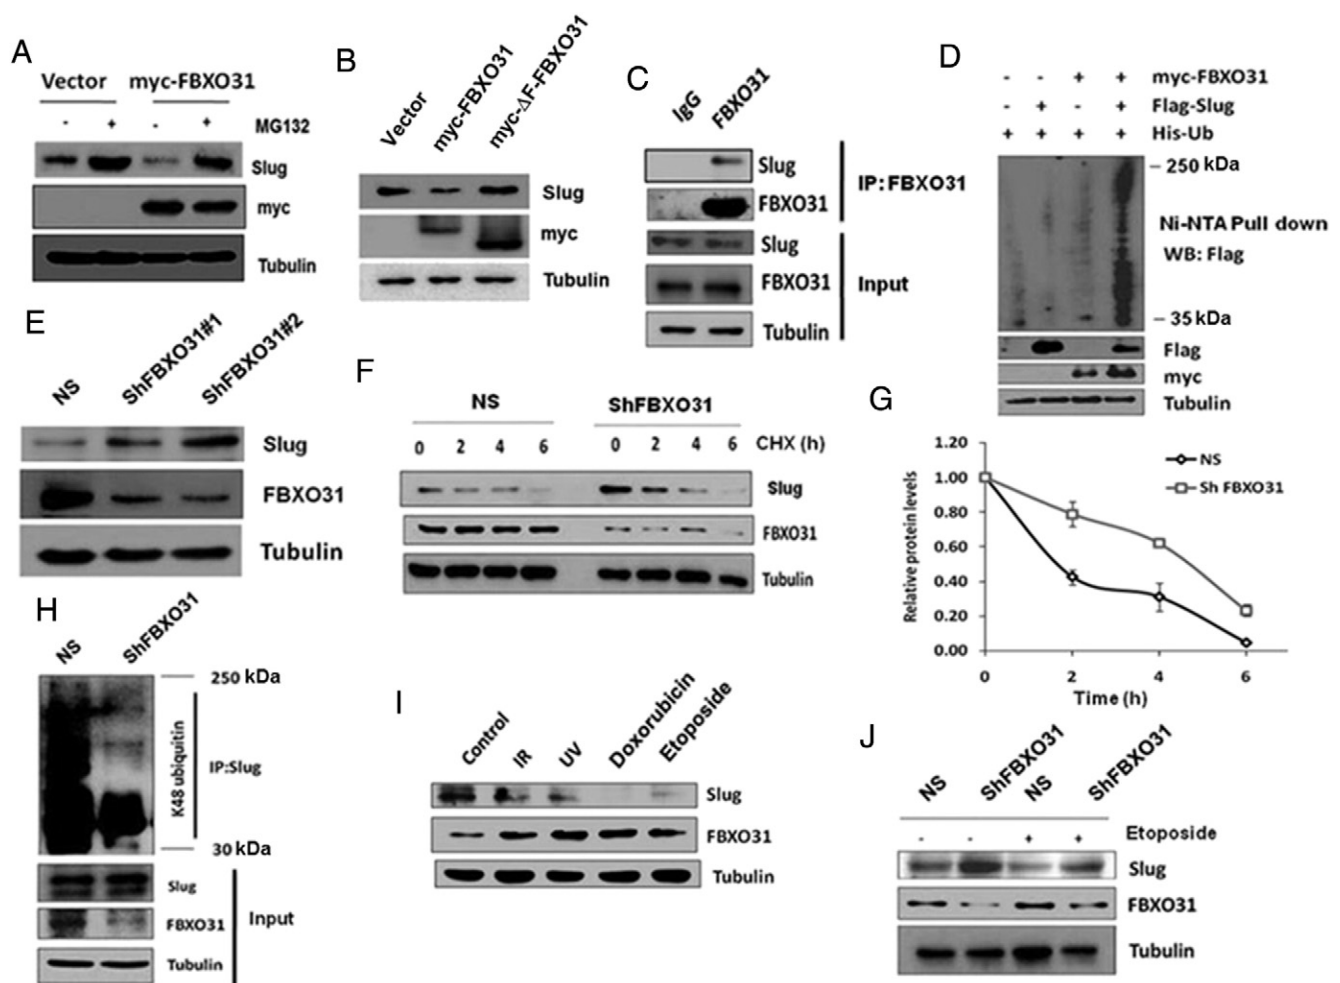 A
Vector myc-FBXO31
- + - + MG132
Slug
myc
Tubulin
B
Vector
myc-FBXO31
myc-ΔF-FBXO31
Slug
myc
Tubulin
C
IgG
FBXO31
Slug
FBXO31
IP: FBXO31
Slug
FBXO31
Tubulin
Input
D
- - + + myc-FBXO31
- + - + Flag-Slug
+ + + + His-Ub
250 kDa
Ni-NTA Pull down
WB: Flag
35 kDa
Flag
myc
Tubulin
E
NS
ShFBXO31#1
ShFBXO31#2
Slug
FBXO31
Tubulin
F
NS ShFBXO31
0 2 4 6 0 2 4 6 CHX (h)
Slug
FBXO31
Tubulin
G
1.20
1.00
0.80
0.60
0.40
0.20
0.00
Relative protein levels
NS
Sh FBXO31
0 2 4 6
Time (h)
H
NS
ShFBXO31
250 kDa
K48 ubiquitin
IP:Slug
30 kDa
Slug
FBXO31
Tubulin
Input
I
Control
IR
UV
Doxorubicin
Etoposide
Slug
FBXO31
Tubulin
J
NS
ShFBXO31
NS
ShFBXO31
- - + + Etoposide
Slug
FBXO31
Tubulin